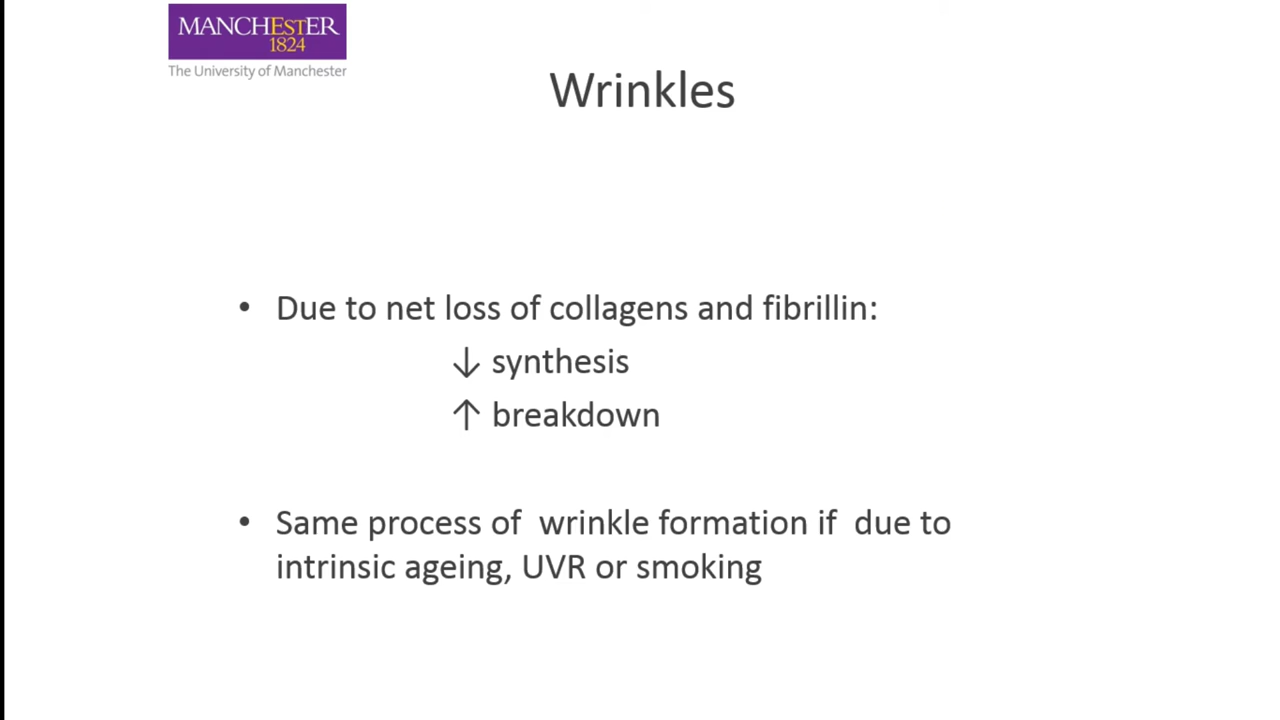 MANCHESTER
1824
The University of Manchester
Wrinkles
• Due to net loss of collagens and fibrillin:
↓ synthesis
↑ breakdown
• Same process of wrinkle formation if due to
intrinsic ageing, UVR or smoking